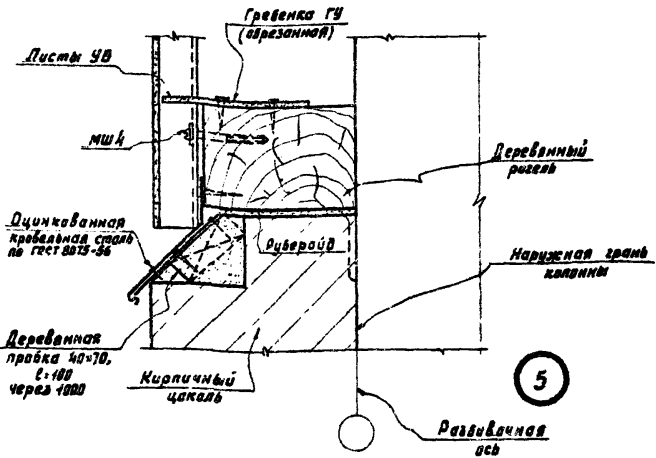 Гребенка ГУ
(обрезанной)
Листы УВ
МШ4
Деревянный
ригель
Оцинкованная
кровельная сталь
по ГОСТ 8075-56
Рубероид
Наружная грань
колонны
Деревянная
пробка 40×70,
ℓ=100
через 1000
Кирпичный
цоколь
5
Разбивочная
ось